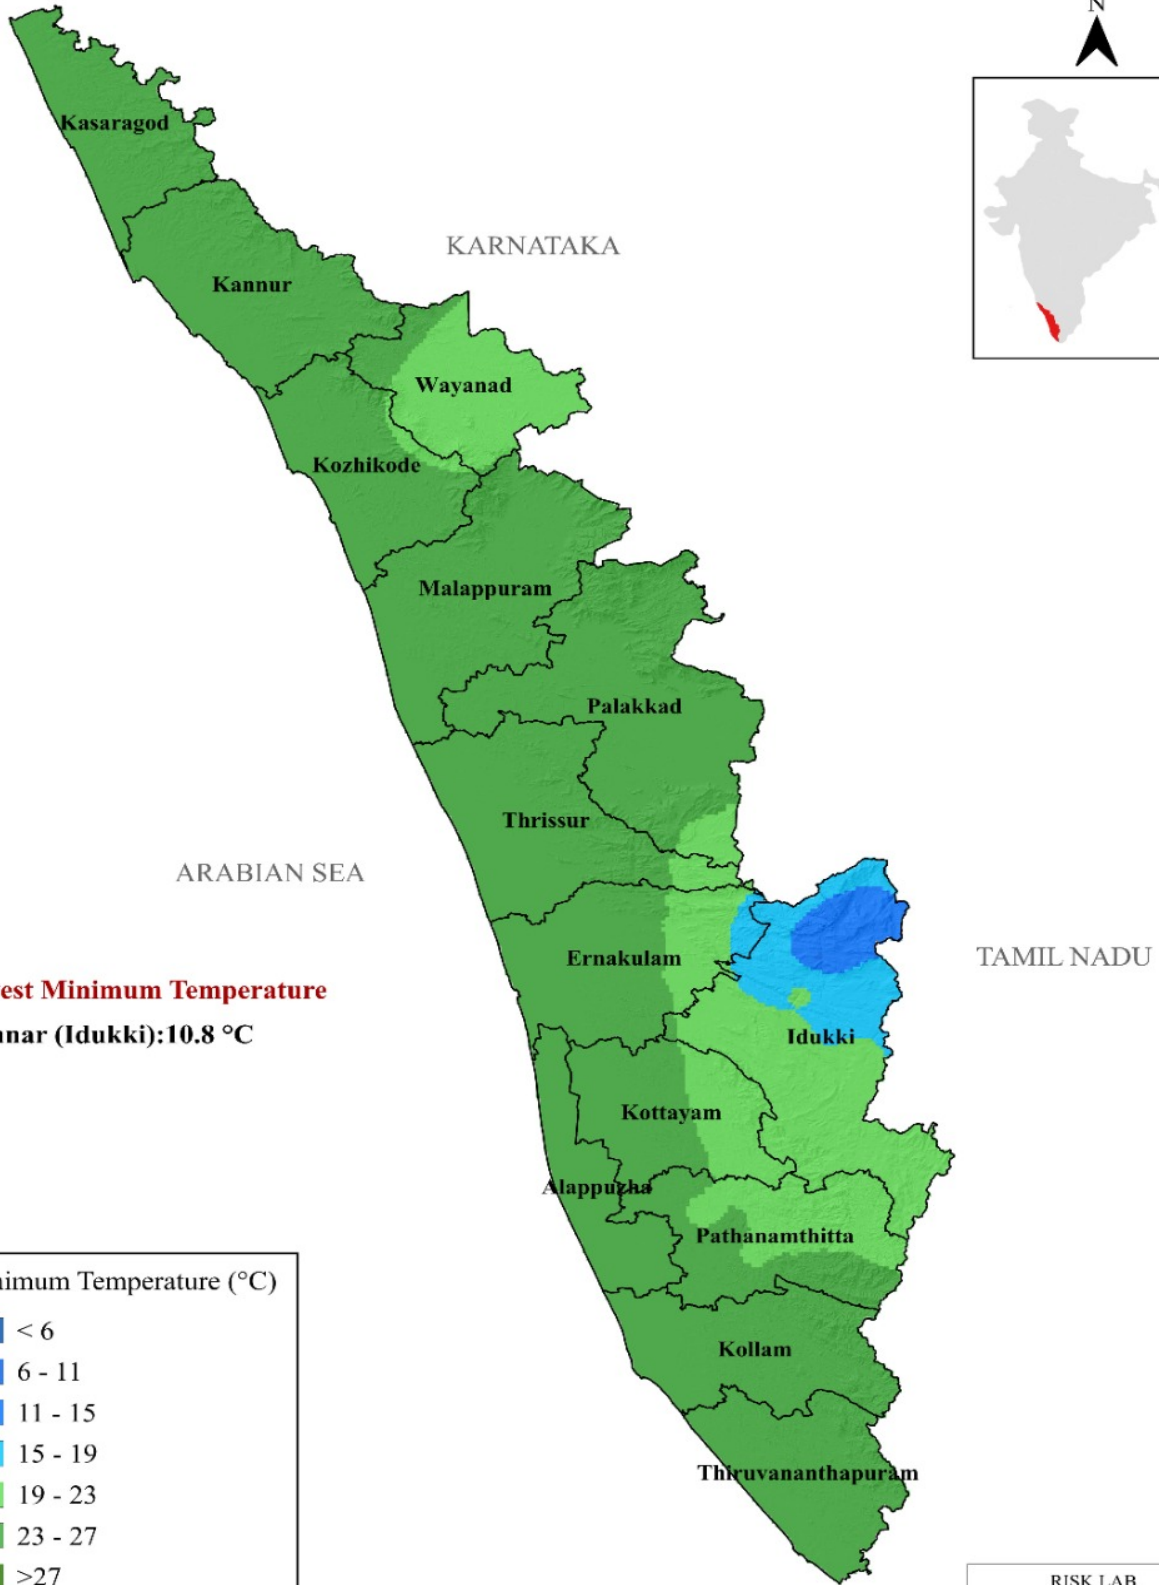 N
Kasaragod
KARNATAKA
Kannur
Wayanad
Kozhikode
Malappuram
Palakkad
Thrissur
ARABIAN SEA
Ernakulam
TAMIL NADU
est Minimum Temperature
nar (Idukki):10.8 °C
Idukki
Kottayam
Alappuzha
Pathanamthitta
nimum Temperature (°C)
< 6
6 - 11
11 - 15
15 - 19
19 - 23
23 - 27
>27
Kollam
Thiruvananthapuram
RISK LAB